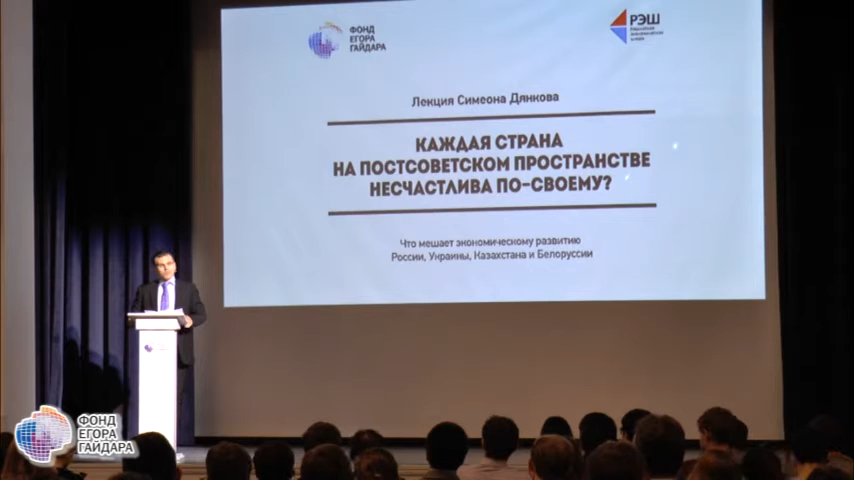 ФОНД
ЕГОРА
ГАЙДАРА
РЭШ
Лекция Симеона Дянкова
КАЖДАЯ СТРАНА
НА ПОСТСОВЕТСКОМ ПРОСТРАНСТВЕ
НЕСЧАСТЛИВА ПО-СВОЕМУ?
Что мешает экономическому развитию
России, Украины, Казахстана и Белоруссии
ФОНД
ЕГОРА
ГАЙДАРА